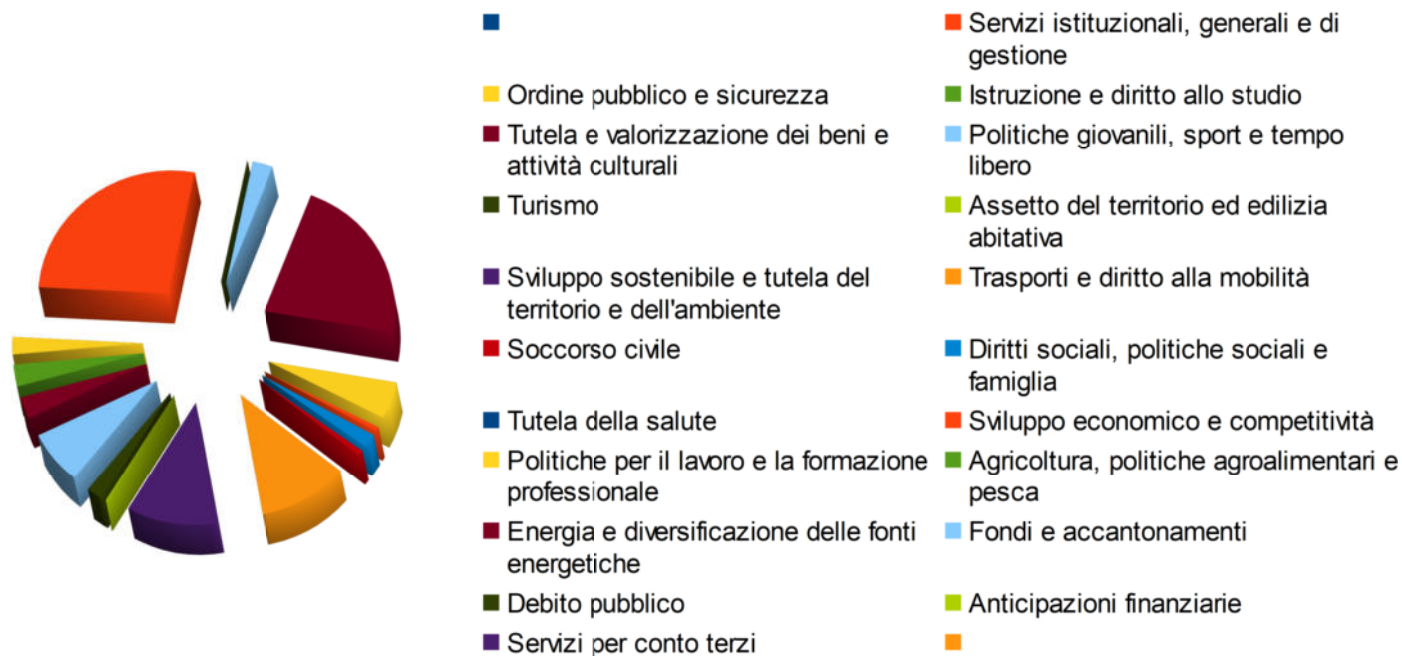 Servizi istituzionali, generali e di
gestione
Ordine pubblico e sicurezza
Istruzione e diritto allo studio
Tutela e valorizzazione dei beni e
attività culturali
Politiche giovanili, sport e tempo
libero
Turismo
Assetto del territorio ed edilizia
abitativa
Sviluppo sostenibile e tutela del
territorio e dell'ambiente
Trasporti e diritto alla mobilità
Soccorso civile
Diritti sociali, politiche sociali e
famiglia
Tutela della salute
Sviluppo economico e competitività
Politiche per il lavoro e la formazione
professionale
Agricoltura, politiche agroalimentari e
pesca
Energia e diversificazione delle fonti
energetiche
Fondi e accantonamenti
Debito pubblico
Anticipazioni finanziarie
Servizi per conto terzi